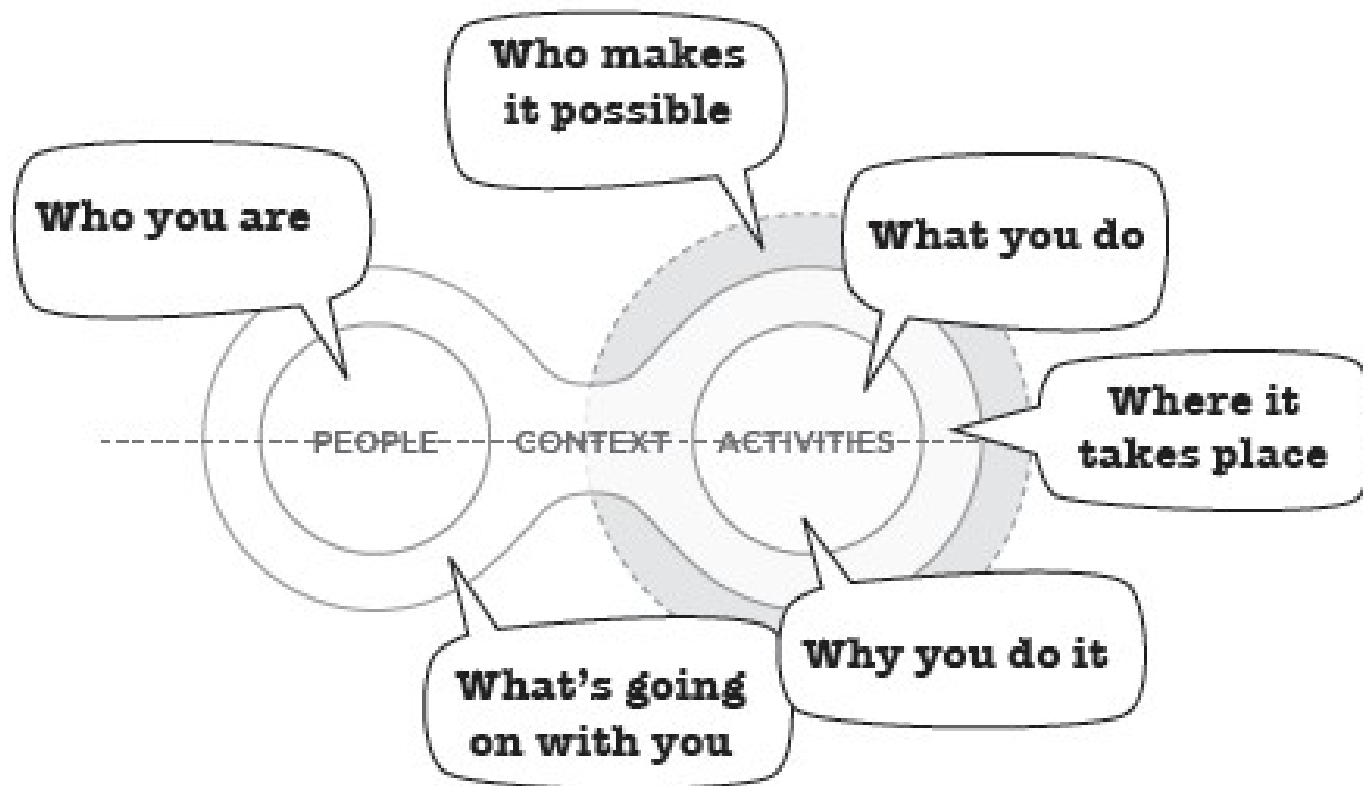 Who makes
it possible
Who you are
What you do
Where it
takes place
PEOPLE CONTEXT ACTIVITIES
Why you do it
What's going
on with you